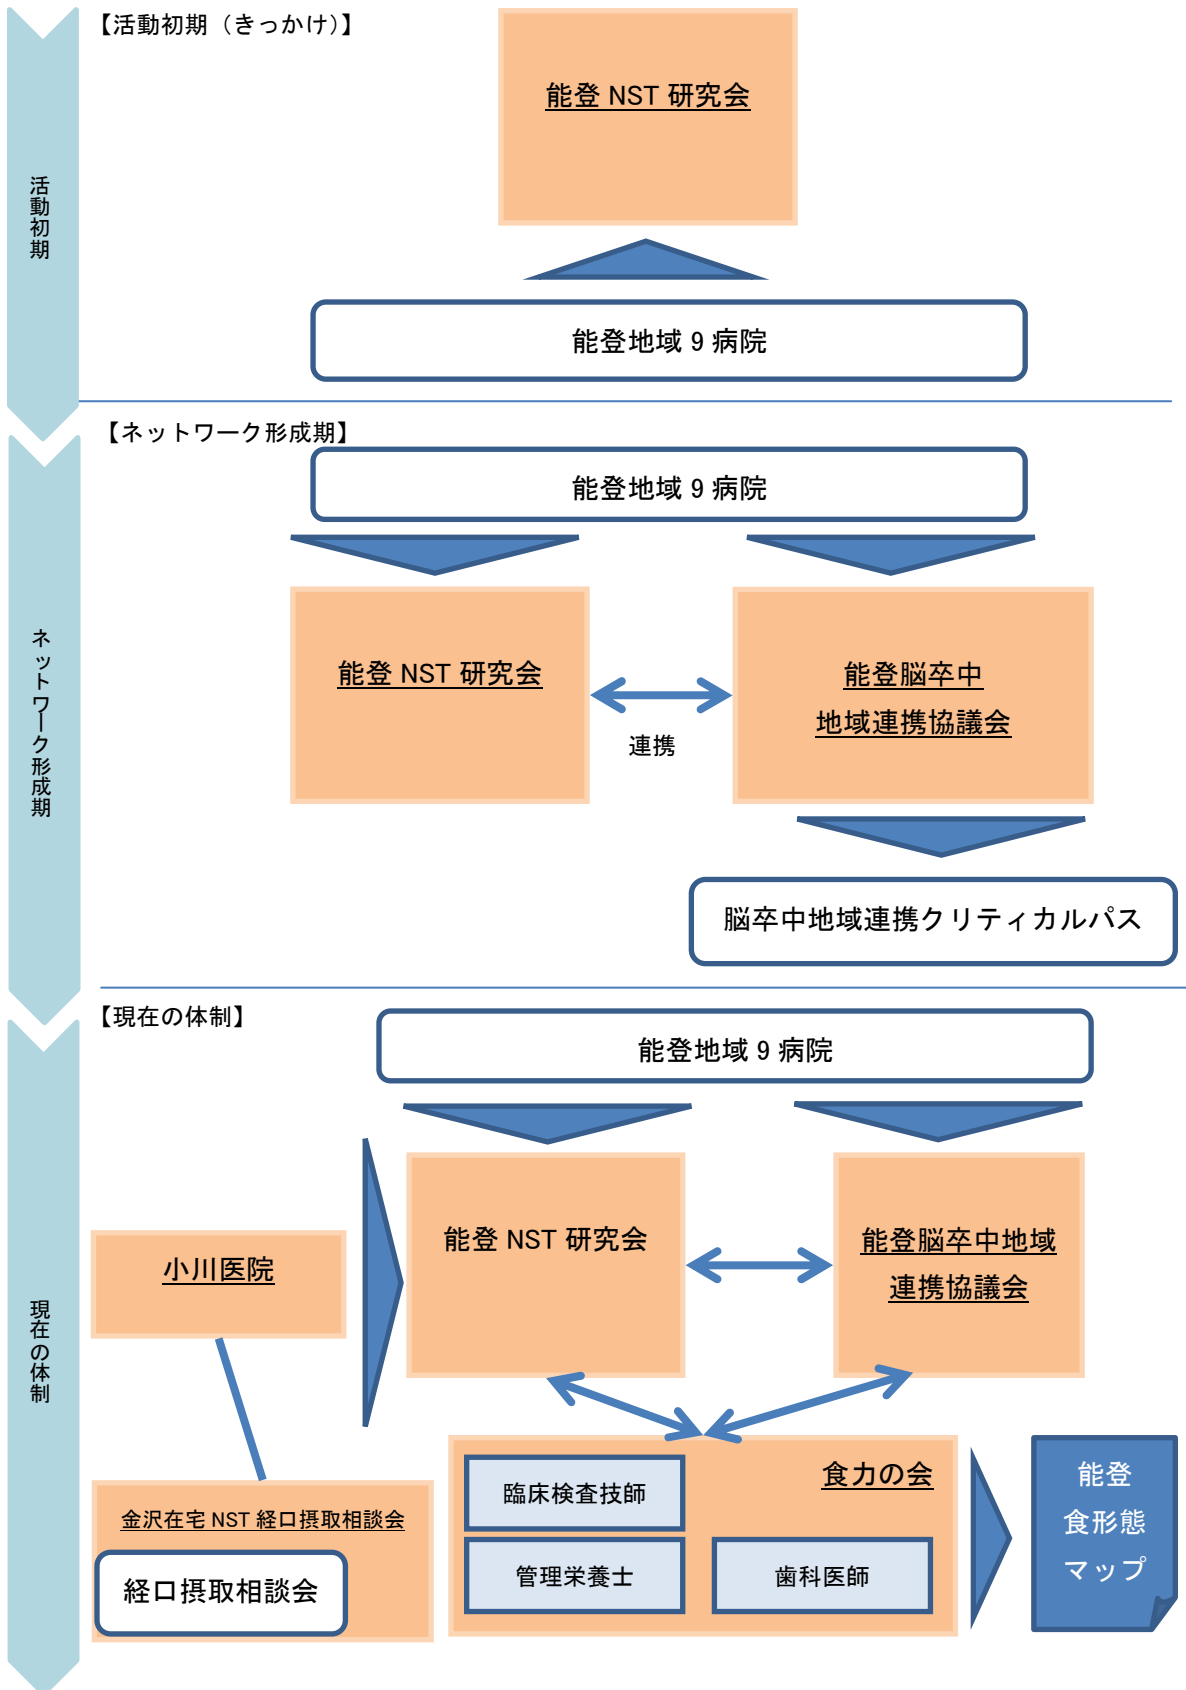 【活動初期（きっかけ）】
能登 NST 研究会
活動初期
能登地域 9 病院
【ネットワーク形成期】
能登地域 9 病院
ネットワーク形成期
能登 NST 研究会
連携
能登脳卒中
地域連携協議会
脳卒中地域連携クリティカルパス
【現在の体制】
能登地域 9 病院
現在の体制
能登 NST 研究会
能登脳卒中地域
連携協議会
小川医院
金沢在宅 NST 経口摂取相談会
経口摂取相談会
食力の会
臨床検査技師
管理栄養士
歯科医師
能登
食形態
マップ